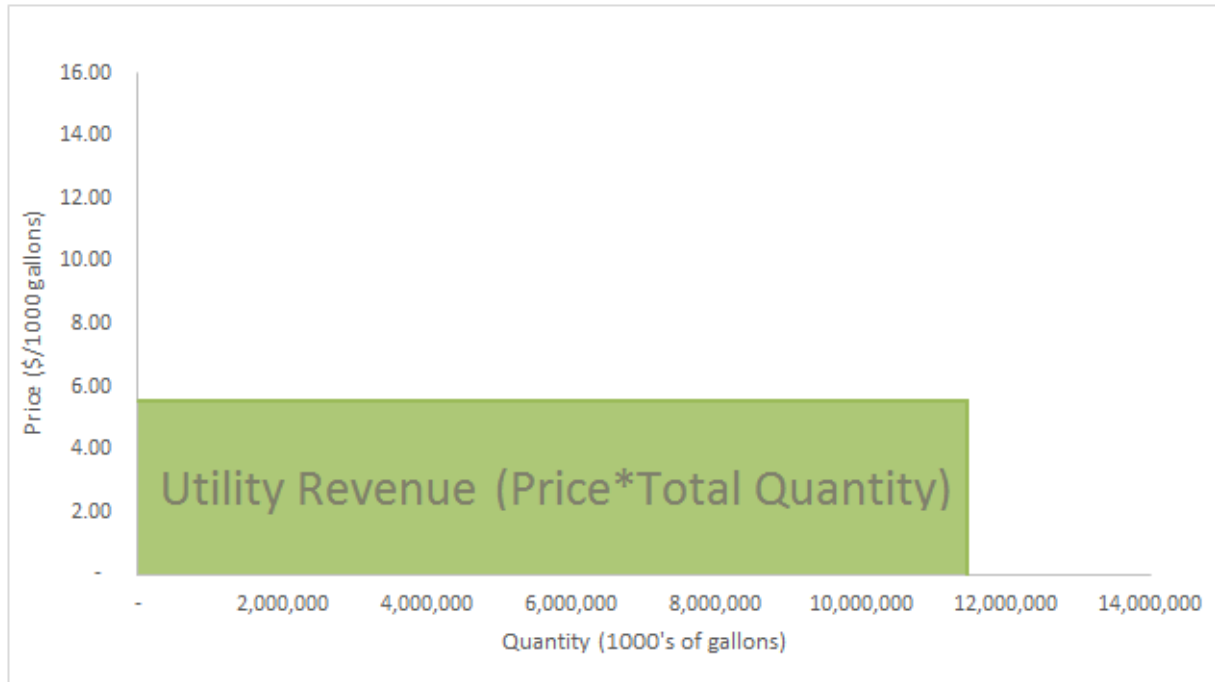 16.00
14.00
12.00
10.00
8.00
6.00
4.00
2.00
-
Price ($/1000 gallons)
Utility Revenue (Price*Total Quantity)
- 2,000,000 4,000,000 6,000,000 8,000,000 10,000,000 12,000,000 14,000,000
Quantity (1000's of gallons)